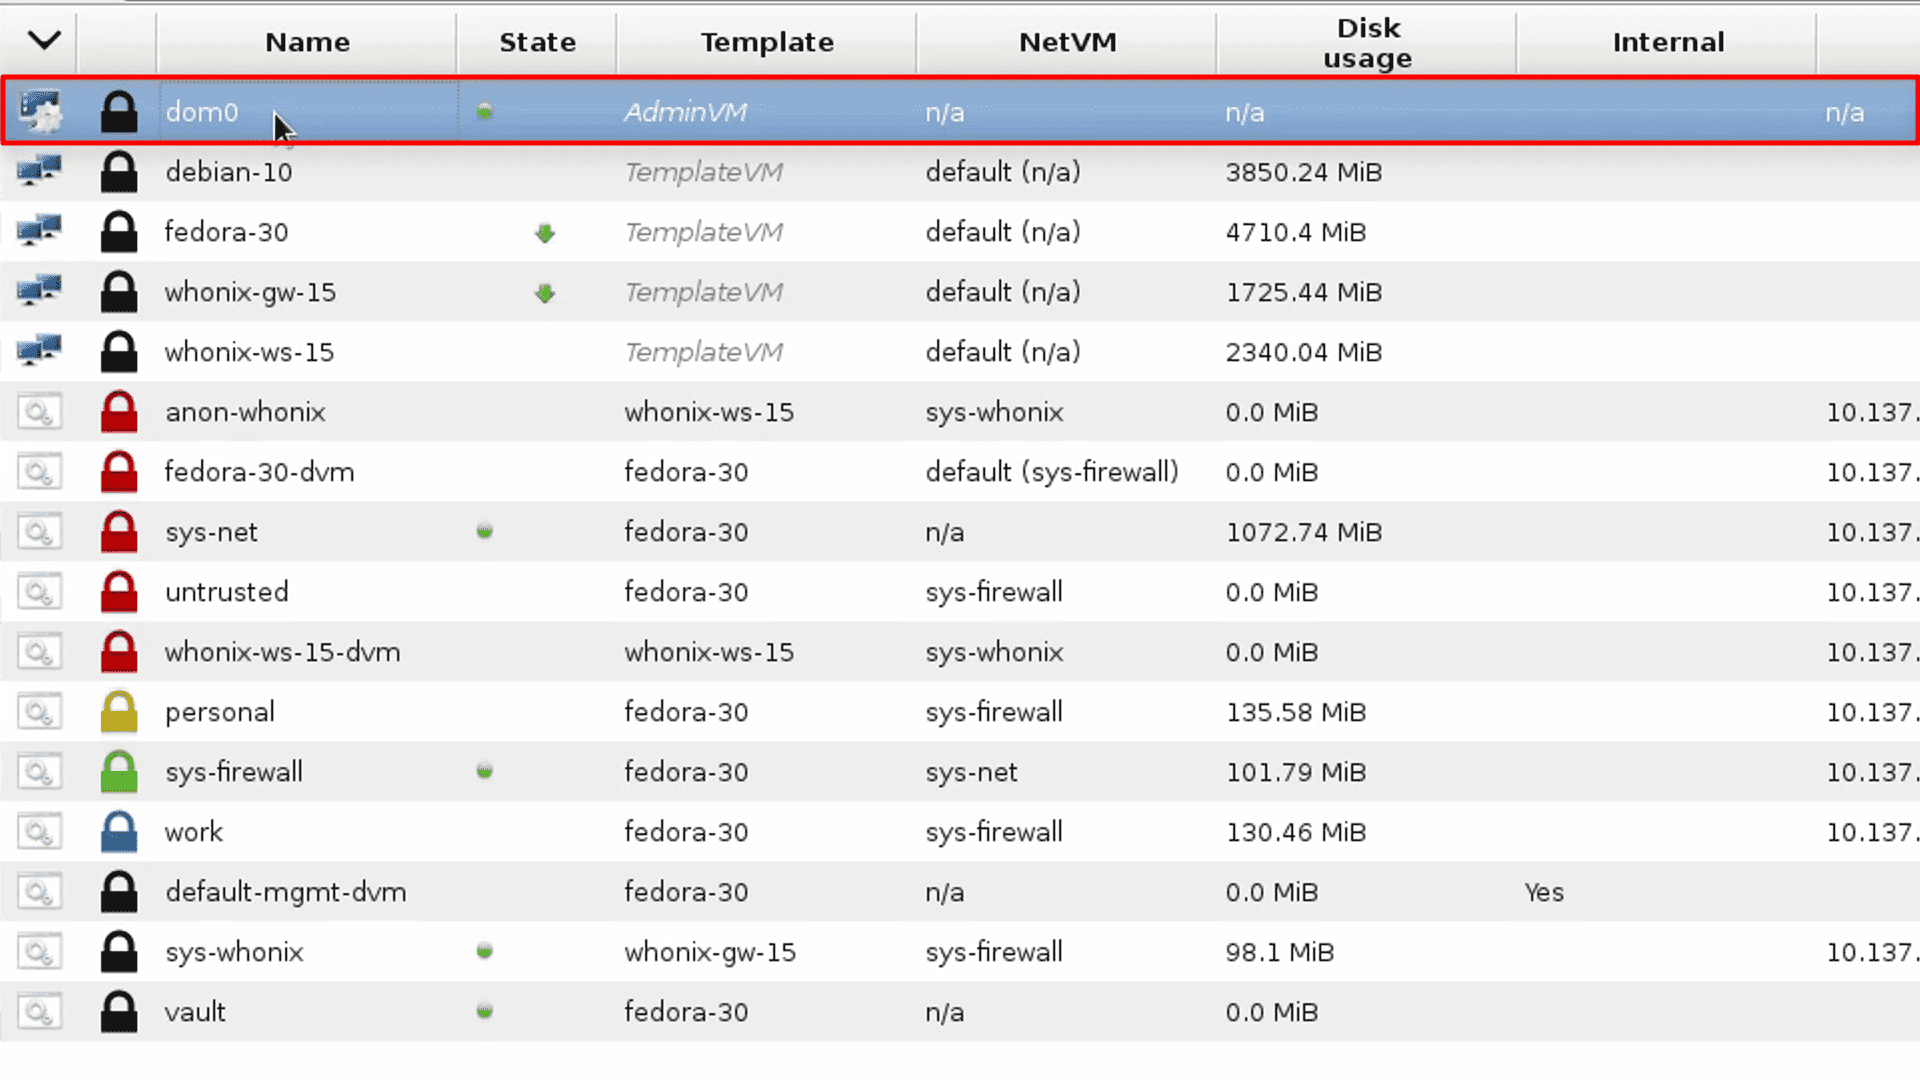 Name State Template NetVM Disk usage Internal
dom0 AdminVM n/a n/a n/a
debian-10 TemplateVM default (n/a) 3850.24 MiB
fedora-30 TemplateVM default (n/a) 4710.4 MiB
whonix-gw-15 TemplateVM default (n/a) 1725.44 MiB
whonix-ws-15 TemplateVM default (n/a) 2340.04 MiB
anon-whonix whonix-ws-15 sys-whonix 0.0 MiB 10.137.
fedora-30-dvm fedora-30 default (sys-firewall) 0.0 MiB 10.137.
sys-net fedora-30 n/a 1072.74 MiB 10.137.
untrusted fedora-30 sys-firewall 0.0 MiB 10.137.
whonix-ws-15-dvm whonix-ws-15 sys-whonix 0.0 MiB 10.137.
personal fedora-30 sys-firewall 135.58 MiB 10.137.
sys-firewall fedora-30 sys-net 101.79 MiB 10.137.
work fedora-30 sys-firewall 130.46 MiB 10.137.
default-mgmt-dvm fedora-30 n/a 0.0 MiB Yes
sys-whonix whonix-gw-15 sys-firewall 98.1 MiB 10.137.
vault fedora-30 n/a 0.0 MiB